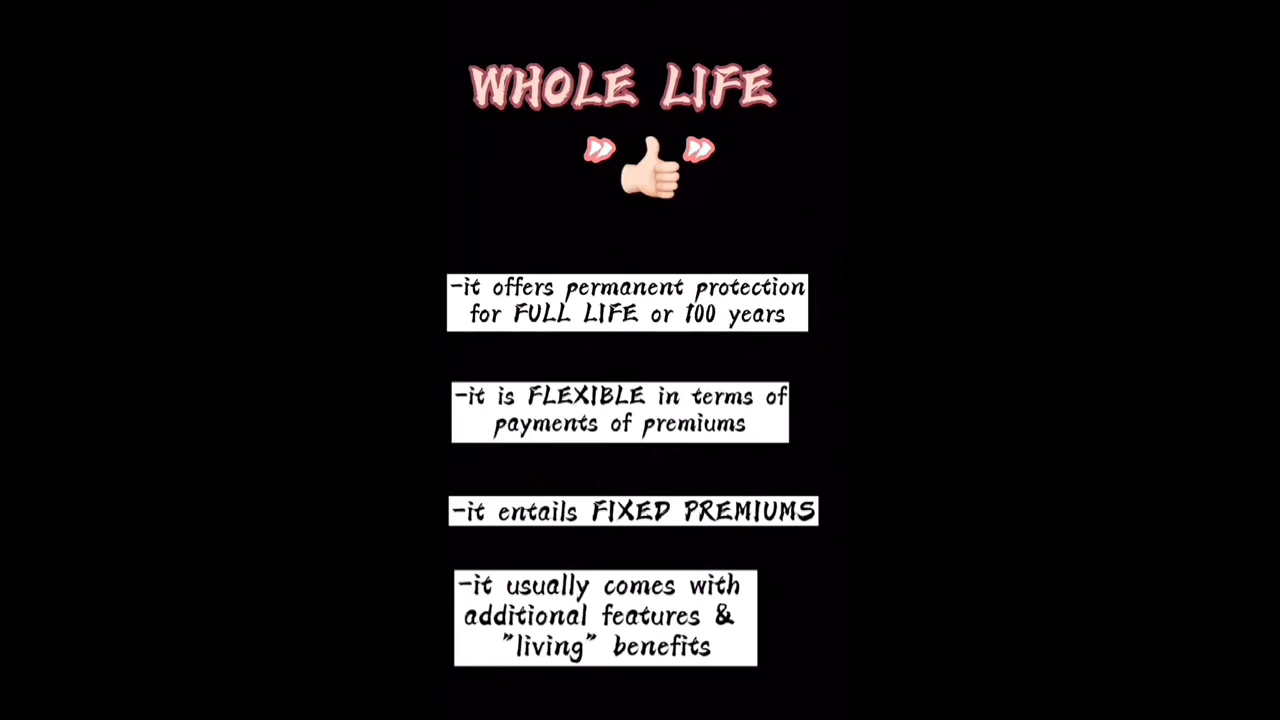 WHOLE LIFE
-it offers permanent protection
for FULL LIFE or 100 years
-it is FLEXIBLE in terms of
payments of premiums
-it entails FIXED PREMIUMS
-it usually comes with
additional features &
"living" benefits